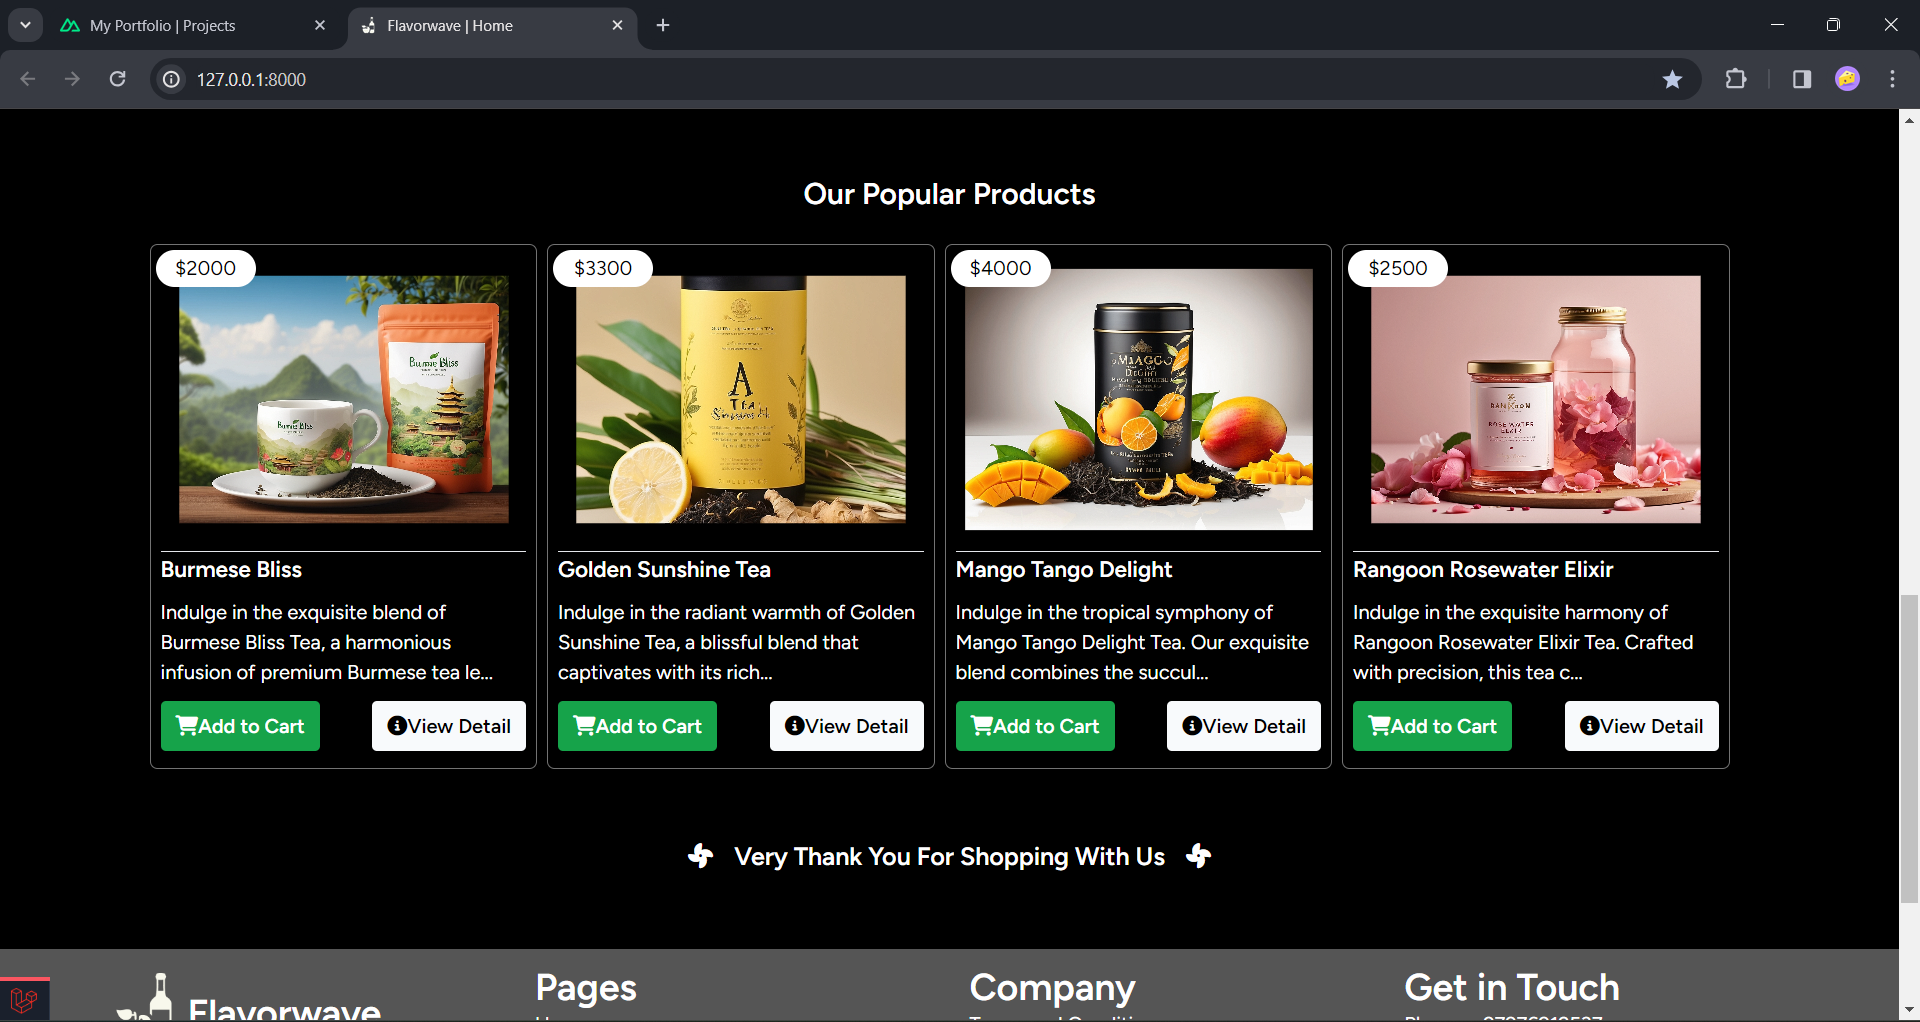 My Portfolio | Projects
Flavorwave | Home
127.0.0.1:8000
Our Popular Products
$2000
$3300
$4000
$2500
Burmese Bliss
Indulge in the exquisite blend of
Burmese Bliss Tea, a harmonious
infusion of premium Burmese tea le...
Add to Cart
View Detail
Golden Sunshine Tea
Indulge in the radiant warmth of Golden
Sunshine Tea, a blissful blend that
captivates with its rich...
Add to Cart
View Detail
Mango Tango Delight
Indulge in the tropical symphony of
Mango Tango Delight Tea. Our exquisite
blend combines the succul...
Add to Cart
View Detail
Rangoon Rosewater Elixir
Indulge in the exquisite harmony of
Rangoon Rosewater Elixir Tea. Crafted
with precision, this tea c...
Add to Cart
View Detail
Very Thank You For Shopping With Us
Flavorwave
Pages
Company
Get in Touch